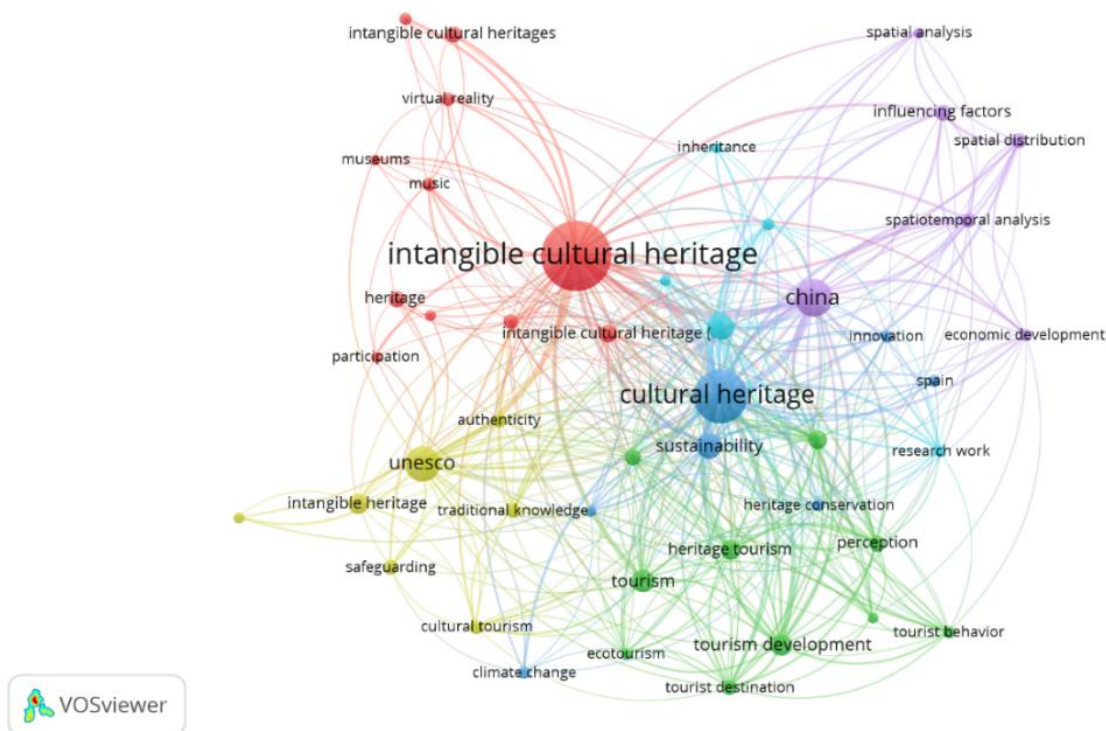 intangible cultural heritages
spatial analysis
virtual reality
influencing factors
spatial distribution
inheritance
museums
music
spatiotemporal analysis
intangible cultural heritage
heritage
china
intangible cultural heritage (
innovation
economic development
participation
spain
cultural heritage
authenticity
sustainability
research work
unesco
intangible heritage
traditional knowledge
heritage conservation
heritage tourism
perception
safeguarding
tourism
cultural tourism
tourist behavior
tourism development
ecotourism
climate change
tourist destination
VOSviewer